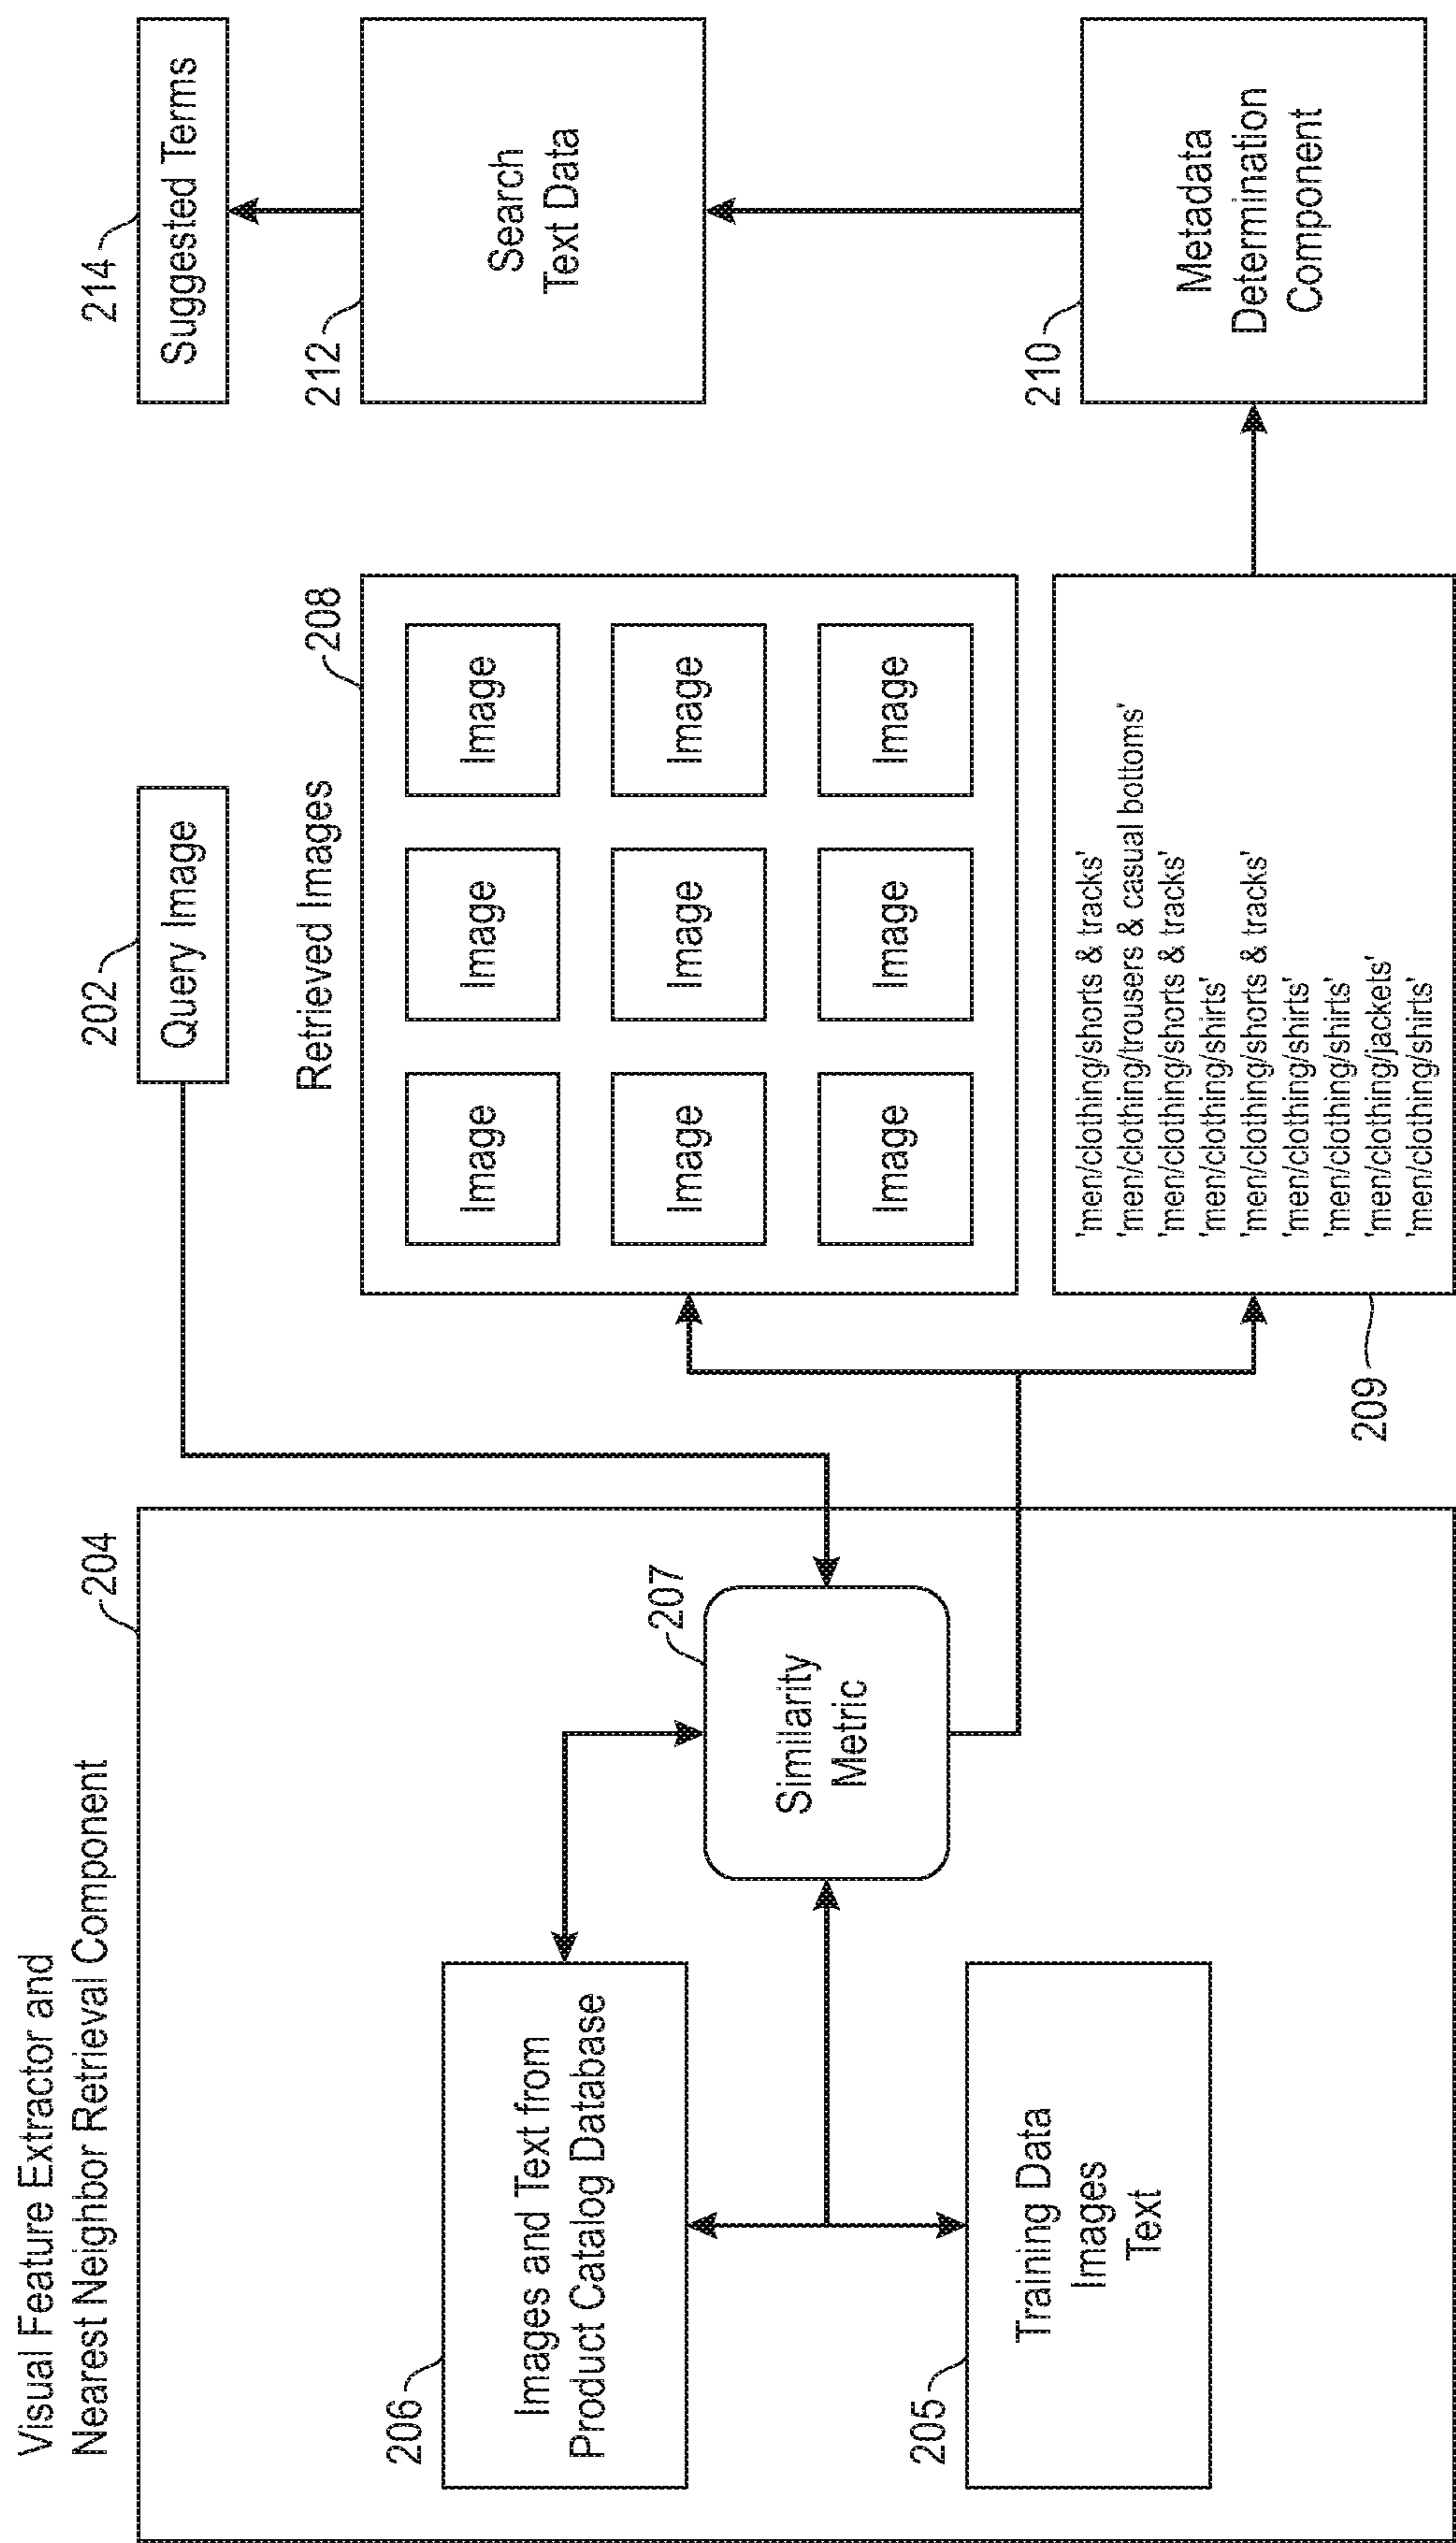 Visual Feature Extractor and
Nearest Neighbor Retrieval Component
204
206
Images and Text from
Product Catalog Database
205
Training Data
Images
Text
207
Similarity
Metric
202
Query Image
Retrieved Images
208
Image
Image
Image
Image
Image
Image
Image
Image
Image
209
'men/clothing/shorts & tracks'
'men/clothing/trousers & casual bottoms'
'men/clothing/shorts & tracks'
'men/clothing/shirts'
'men/clothing/shorts & tracks'
'men/clothing/shirts'
'men/clothing/shirts'
'men/clothing/jackets'
'men/clothing/shirts'
214
Suggested Terms
212
Search
Text Data
210
Metadata
Determination
Component